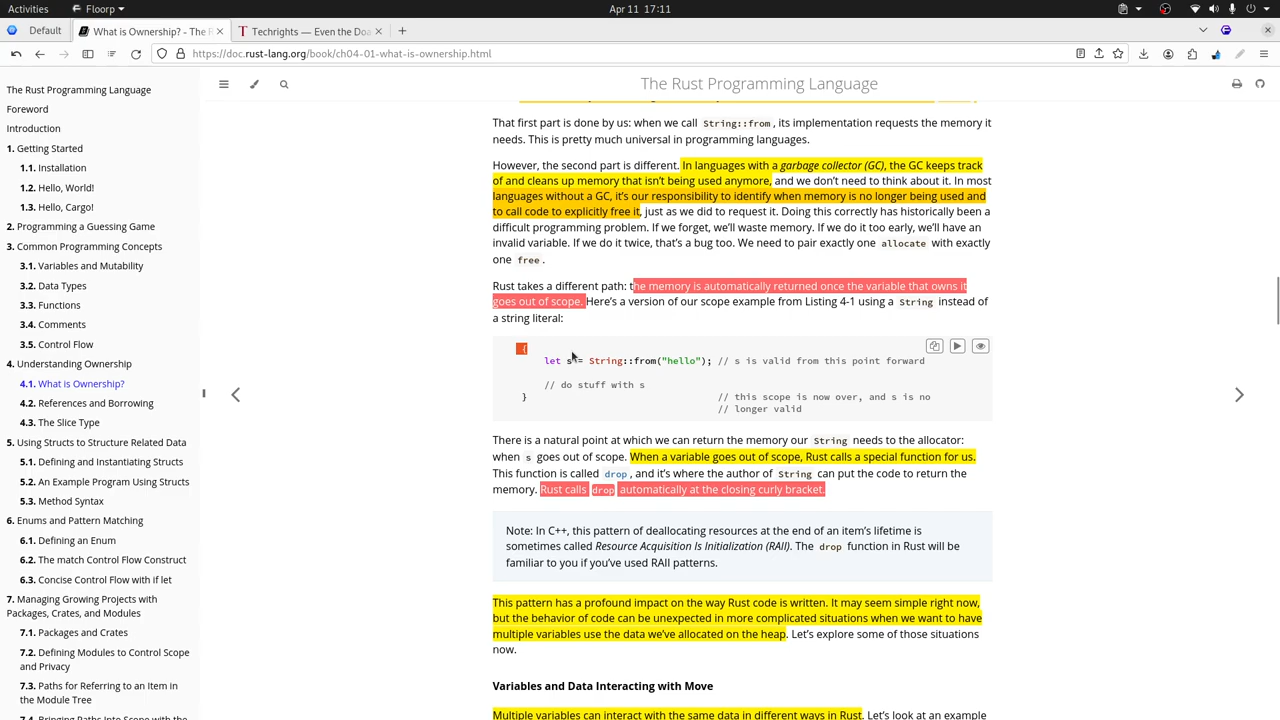 Activities
Floorp
Apr 11 17:11
Default
What is Ownership? - The R
Techrights — Even the Doa
https://doc.rust-lang.org/book/ch04-01-what-is-ownership.html
The Rust Programming Language
Foreword
Introduction
1. Getting Started
1.1. Installation
1.2. Hello, World!
1.3. Hello, Cargo!
2. Programming a Guessing Game
3. Common Programming Concepts
3.1. Variables and Mutability
3.2. Data Types
3.3. Functions
3.4. Comments
3.5. Control Flow
4. Understanding Ownership
4.1. What is Ownership?
4.2. References and Borrowing
4.3. The Slice Type
5. Using Structs to Structure Related Data
5.1. Defining and Instantiating Structs
5.2. An Example Program Using Structs
5.3. Method Syntax
6. Enums and Pattern Matching
6.1. Defining an Enum
6.2. The match Control Flow Construct
6.3. Concise Control Flow with if let
7. Managing Growing Projects with
Packages, Crates, and Modules
7.1. Packages and Crates
7.2. Defining Modules to Control Scope
and Privacy
7.3. Paths for Referring to an Item in
the Module Tree
7.4. Bringing Paths Into Scope with the
The Rust Programming Language
That first part is done by us: when we call String::from, its implementation requests the memory it
needs. This is pretty much universal in programming languages.
However, the second part is different. In languages with a garbage collector (GC), the GC keeps track
of and cleans up memory that isn’t being used anymore, and we don’t need to think about it. In most
languages without a GC, it’s our responsibility to identify when memory is no longer being used and
to call code to explicitly free it, just as we did to request it. Doing this correctly has historically been a
difficult programming problem. If we forget, we’ll waste memory. If we do it too early, we’ll have an
invalid variable. If we do it twice, that’s a bug too. We need to pair exactly one allocate with exactly
one free.
Rust takes a different path: the memory is automatically returned once the variable that owns it
goes out of scope. Here’s a version of our scope example from Listing 4-1 using a String instead of
a string literal:
{
let s = String::from("hello"); // s is valid from this point forward
// do stuff with s
} // this scope is now over, and s is no
// longer valid
There is a natural point at which we can return the memory our String needs to the allocator:
when s goes out of scope. When a variable goes out of scope, Rust calls a special function for us.
This function is called drop, and it’s where the author of String can put the code to return the
memory. Rust calls drop automatically at the closing curly bracket.
Note: In C++, this pattern of deallocating resources at the end of an item’s lifetime is
sometimes called Resource Acquisition Is Initialization (RAII). The drop function in Rust will be
familiar to you if you’ve used RAII patterns.
This pattern has a profound impact on the way Rust code is written. It may seem simple right now,
but the behavior of code can be unexpected in more complicated situations when we want to have
multiple variables use the data we’ve allocated on the heap. Let’s explore some of those situations
now.
Variables and Data Interacting with Move
Multiple variables can interact with the same data in different ways in Rust. Let’s look at an example